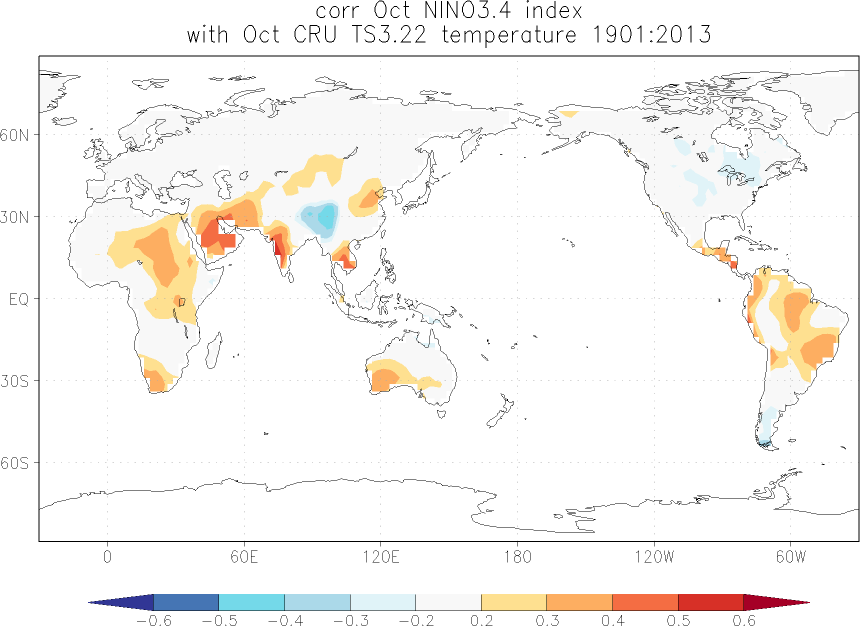 corr Oct NINO3.4 index
with Oct CRU TS3.22 temperature 1901:2013
60N
30N
EQ
30S
60S
0 60E 120E 180 120W 60W
-0.6 -0.5 -0.4 -0.3 -0.2 0.2 0.3 0.4 0.5 0.6